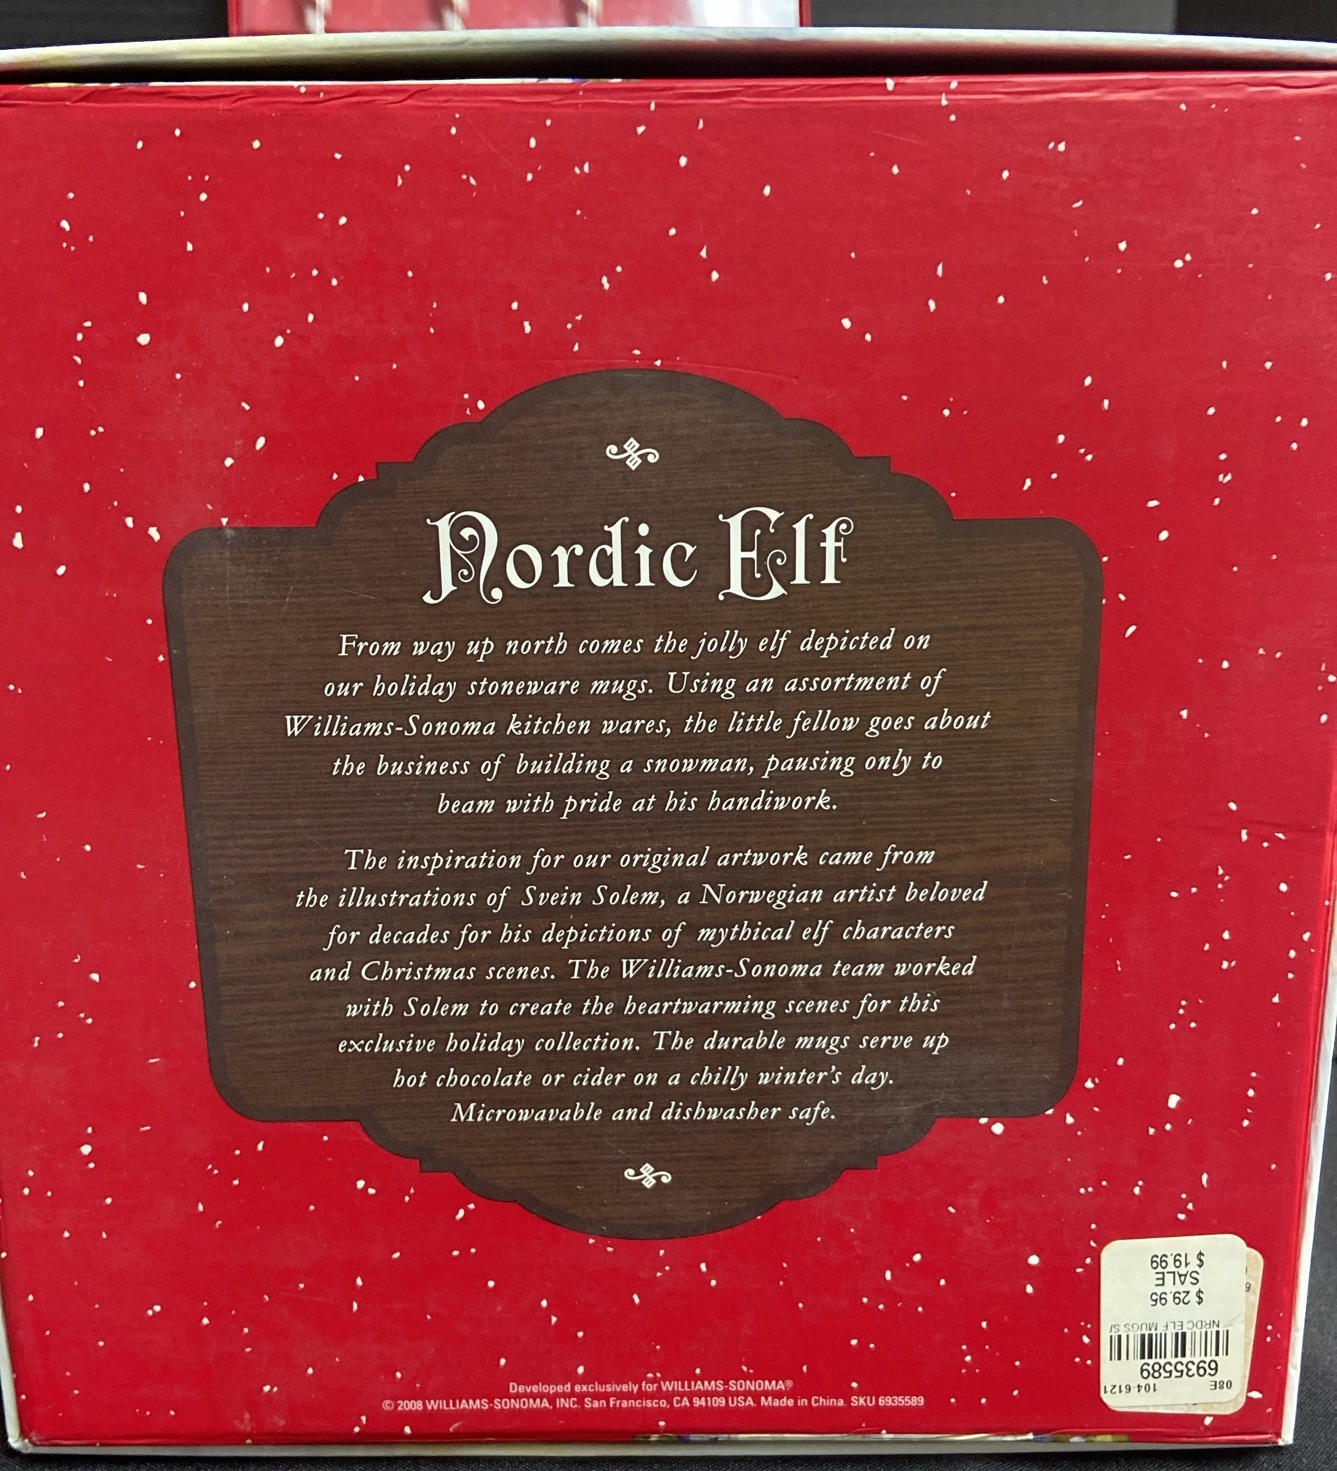 Nordic Elf
From way up north comes the jolly elf depicted on
our holiday stoneware mugs. Using an assortment of
Williams-Sonoma kitchen wares, the little fellow goes about
the business of building a snowman, pausing only to
beam with pride at his handiwork.
The inspiration for our original artwork came from
the illustrations of Svein Solem, a Norwegian artist beloved
for decades for his depictions of mythical elf characters
and Christmas scenes. The Williams-Sonoma team worked
with Solem to create the heartwarming scenes for this
exclusive holiday collection. The durable mugs serve up
hot chocolate or cider on a chilly winter's day.
Microwavable and dishwasher safe.
Developed exclusively for WILLIAMS-SONOMA®
© 2008 WILLIAMS-SONOMA, INC. San Francisco, CA 94109 USA. Made in China. SKU 6935589
08E 104-6121
6935589
NRDC ELF MUGS S/
$ 29.95
SALE
$ 19.99